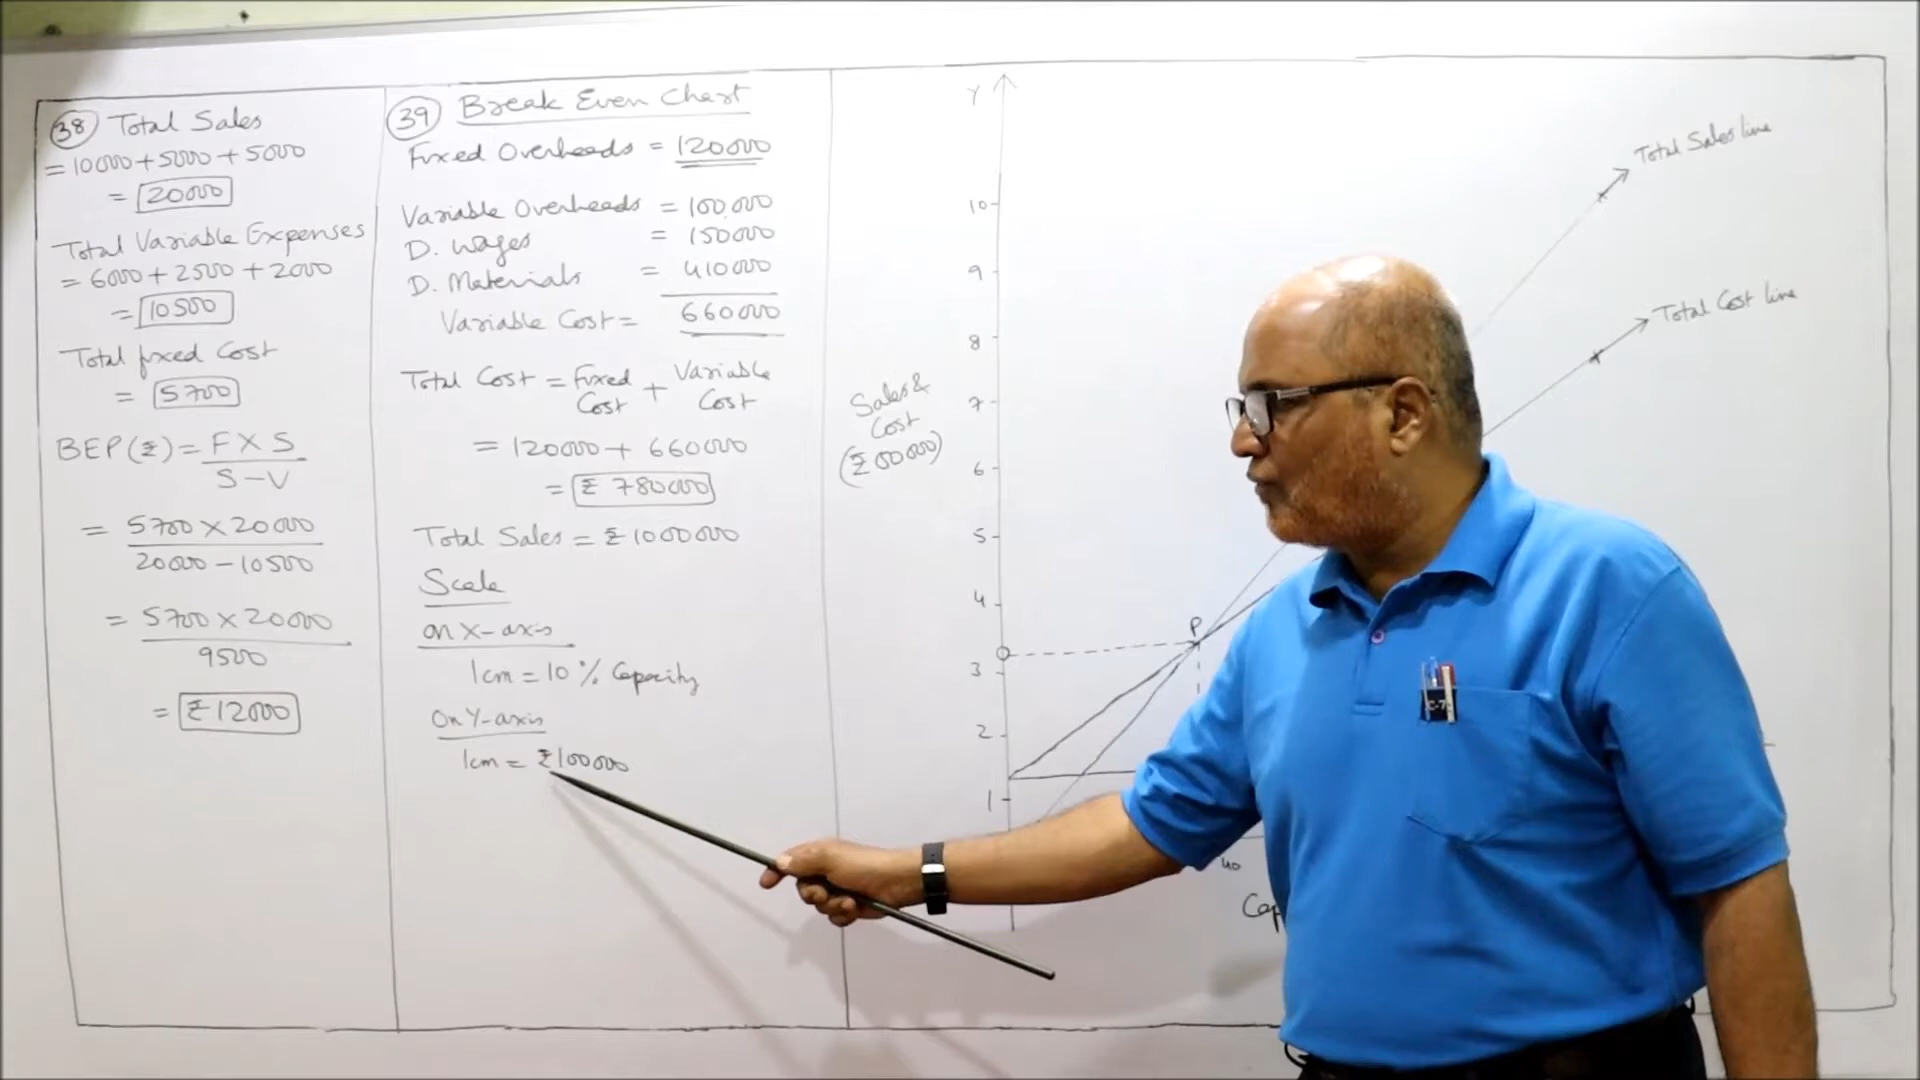 38 Total Sales
= 10000 + 5000 + 5000
= 20000
Total Variable Expenses
= 6000 + 2500 + 2000
= 10500
Total fixed Cost
= 5700
BEP (₹) = F X S
S - V
= 5700 X 20000
20000 - 10500
= 5700 X 20000
9500
= ₹ 12000
39 Break Even Chart
Fixed Overheads = 120000
Variable Overheads = 100,000
D. Wages = 150000
D. Materials = 410000
Variable Cost = 660000
Total Cost = Fixed Cost + Variable Cost
= 120000 + 660000
= ₹ 780000
Total Sales = ₹ 1000000
Scale
on X-axis
1cm = 10 % Capacity
On Y-axis
1cm = ₹ 100000
Y
10
9
8
7
6
5
4
3
2
1
Sales &
Cost
(₹ 00000)
Total Sales line
Total Cost line
P
40